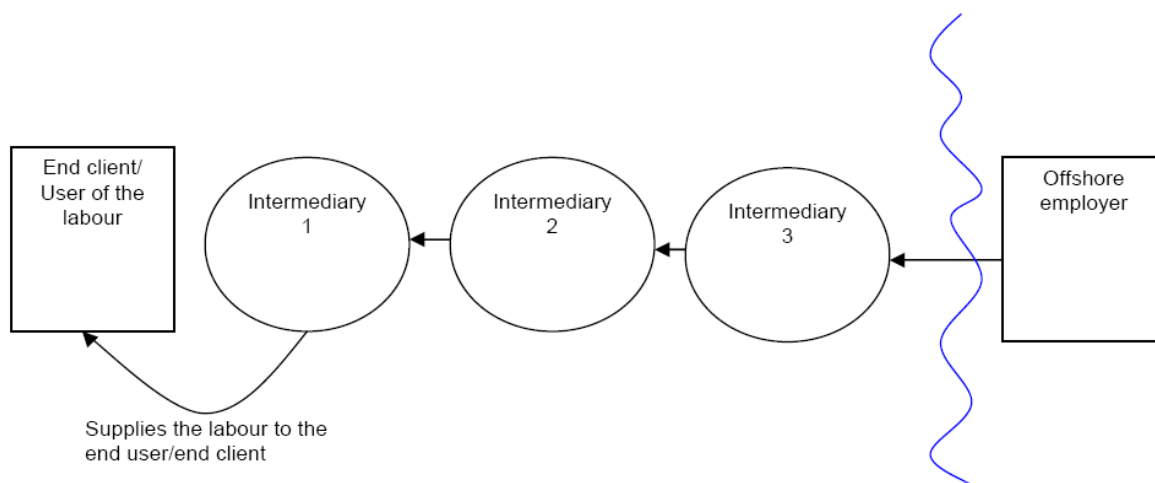 End client/
User of the
labour
Intermediary
1
Intermediary
2
Intermediary
3
Offshore
employer
Supplies the labour to the
end user/end client